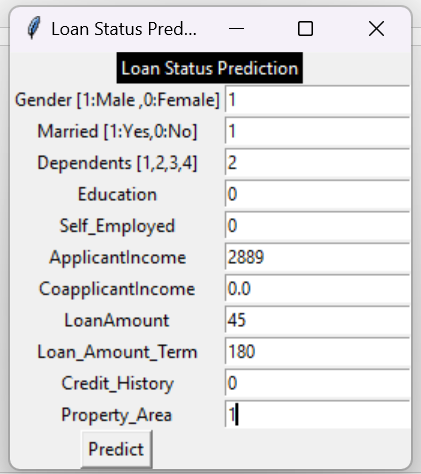 Loan Status Pred...
Loan Status Prediction
Gender [1:Male ,0:Female] 1
Married [1:Yes,0:No] 1
Dependents [1,2,3,4] 2
Education 0
Self_Employed 0
ApplicantIncome 2889
CoapplicantIncome 0.0
LoanAmount 45
Loan_Amount_Term 180
Credit_History 0
Property_Area 1
Predict